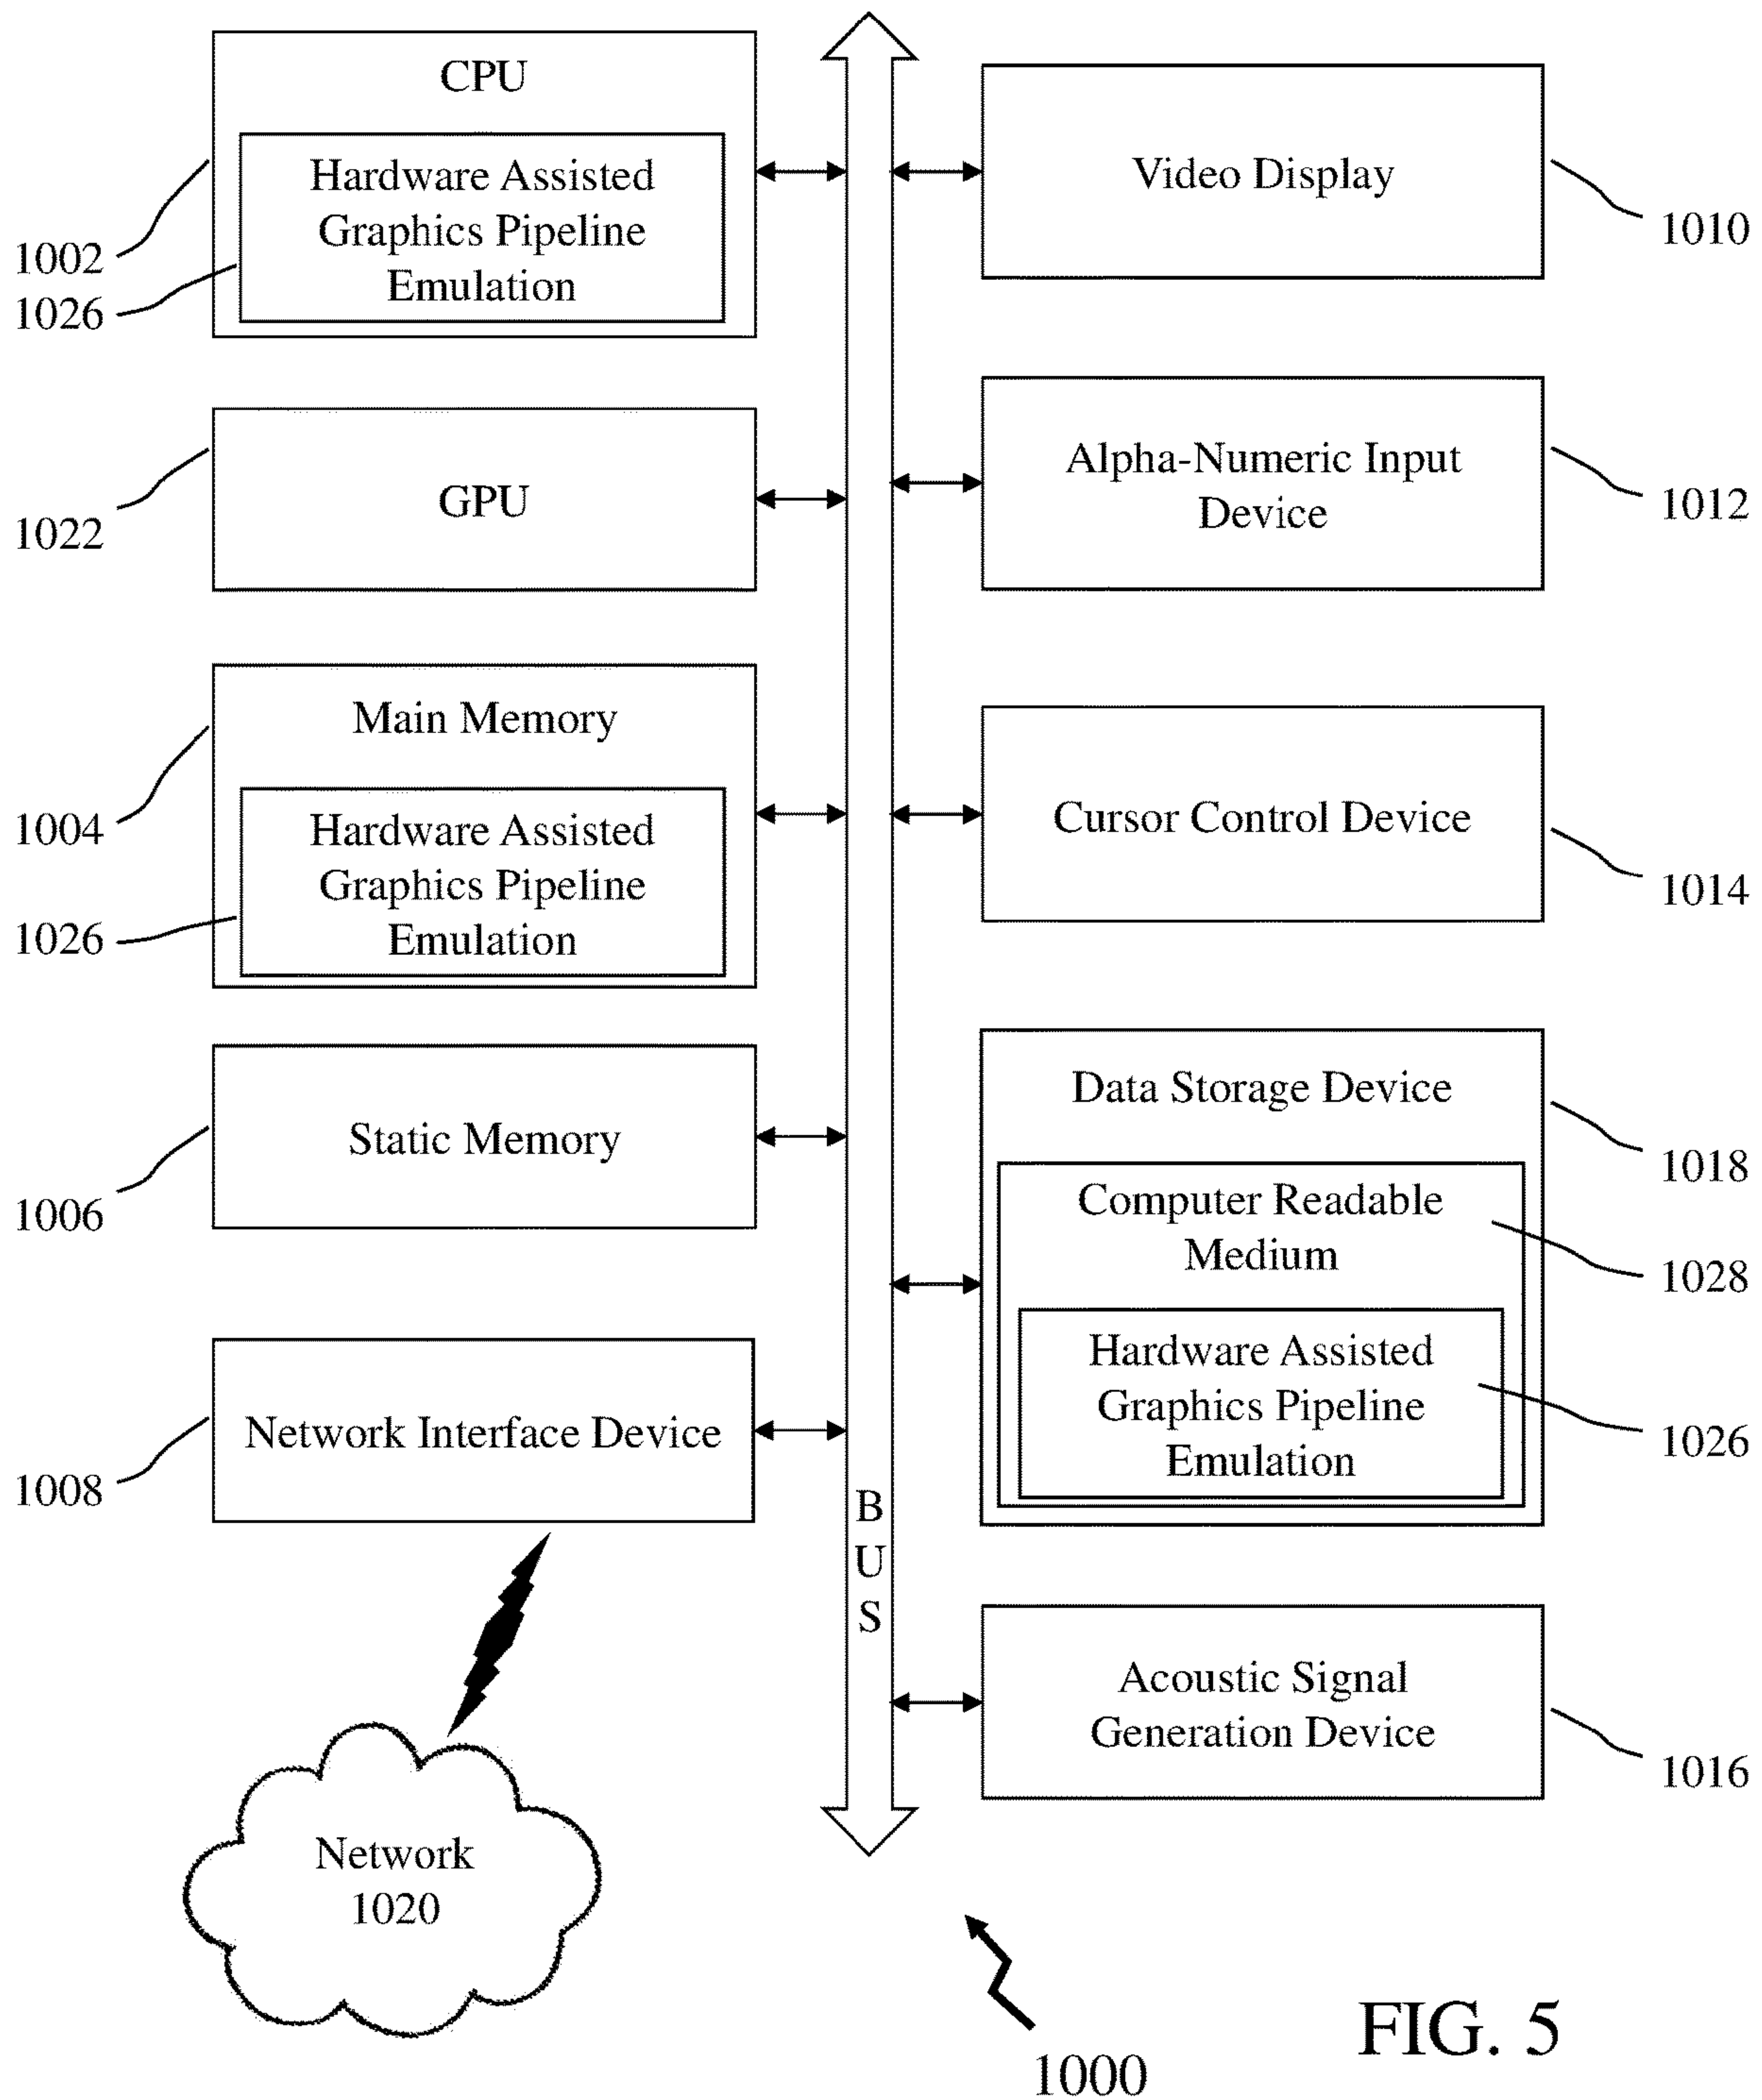 CPU
Hardware Assisted
Graphics Pipeline
Emulation
1002
1026
GPU
1022
Main Memory
Hardware Assisted
Graphics Pipeline
Emulation
1004
1026
Static Memory
1006
Network Interface Device
1008
Network
1020
BUS
Video Display
1010
Alpha-Numeric Input
Device
1012
Cursor Control Device
1014
Data Storage Device
1018
Computer Readable
Medium
1028
Hardware Assisted
Graphics Pipeline
Emulation
1026
Acoustic Signal
Generation Device
1016
1000
FIG. 5